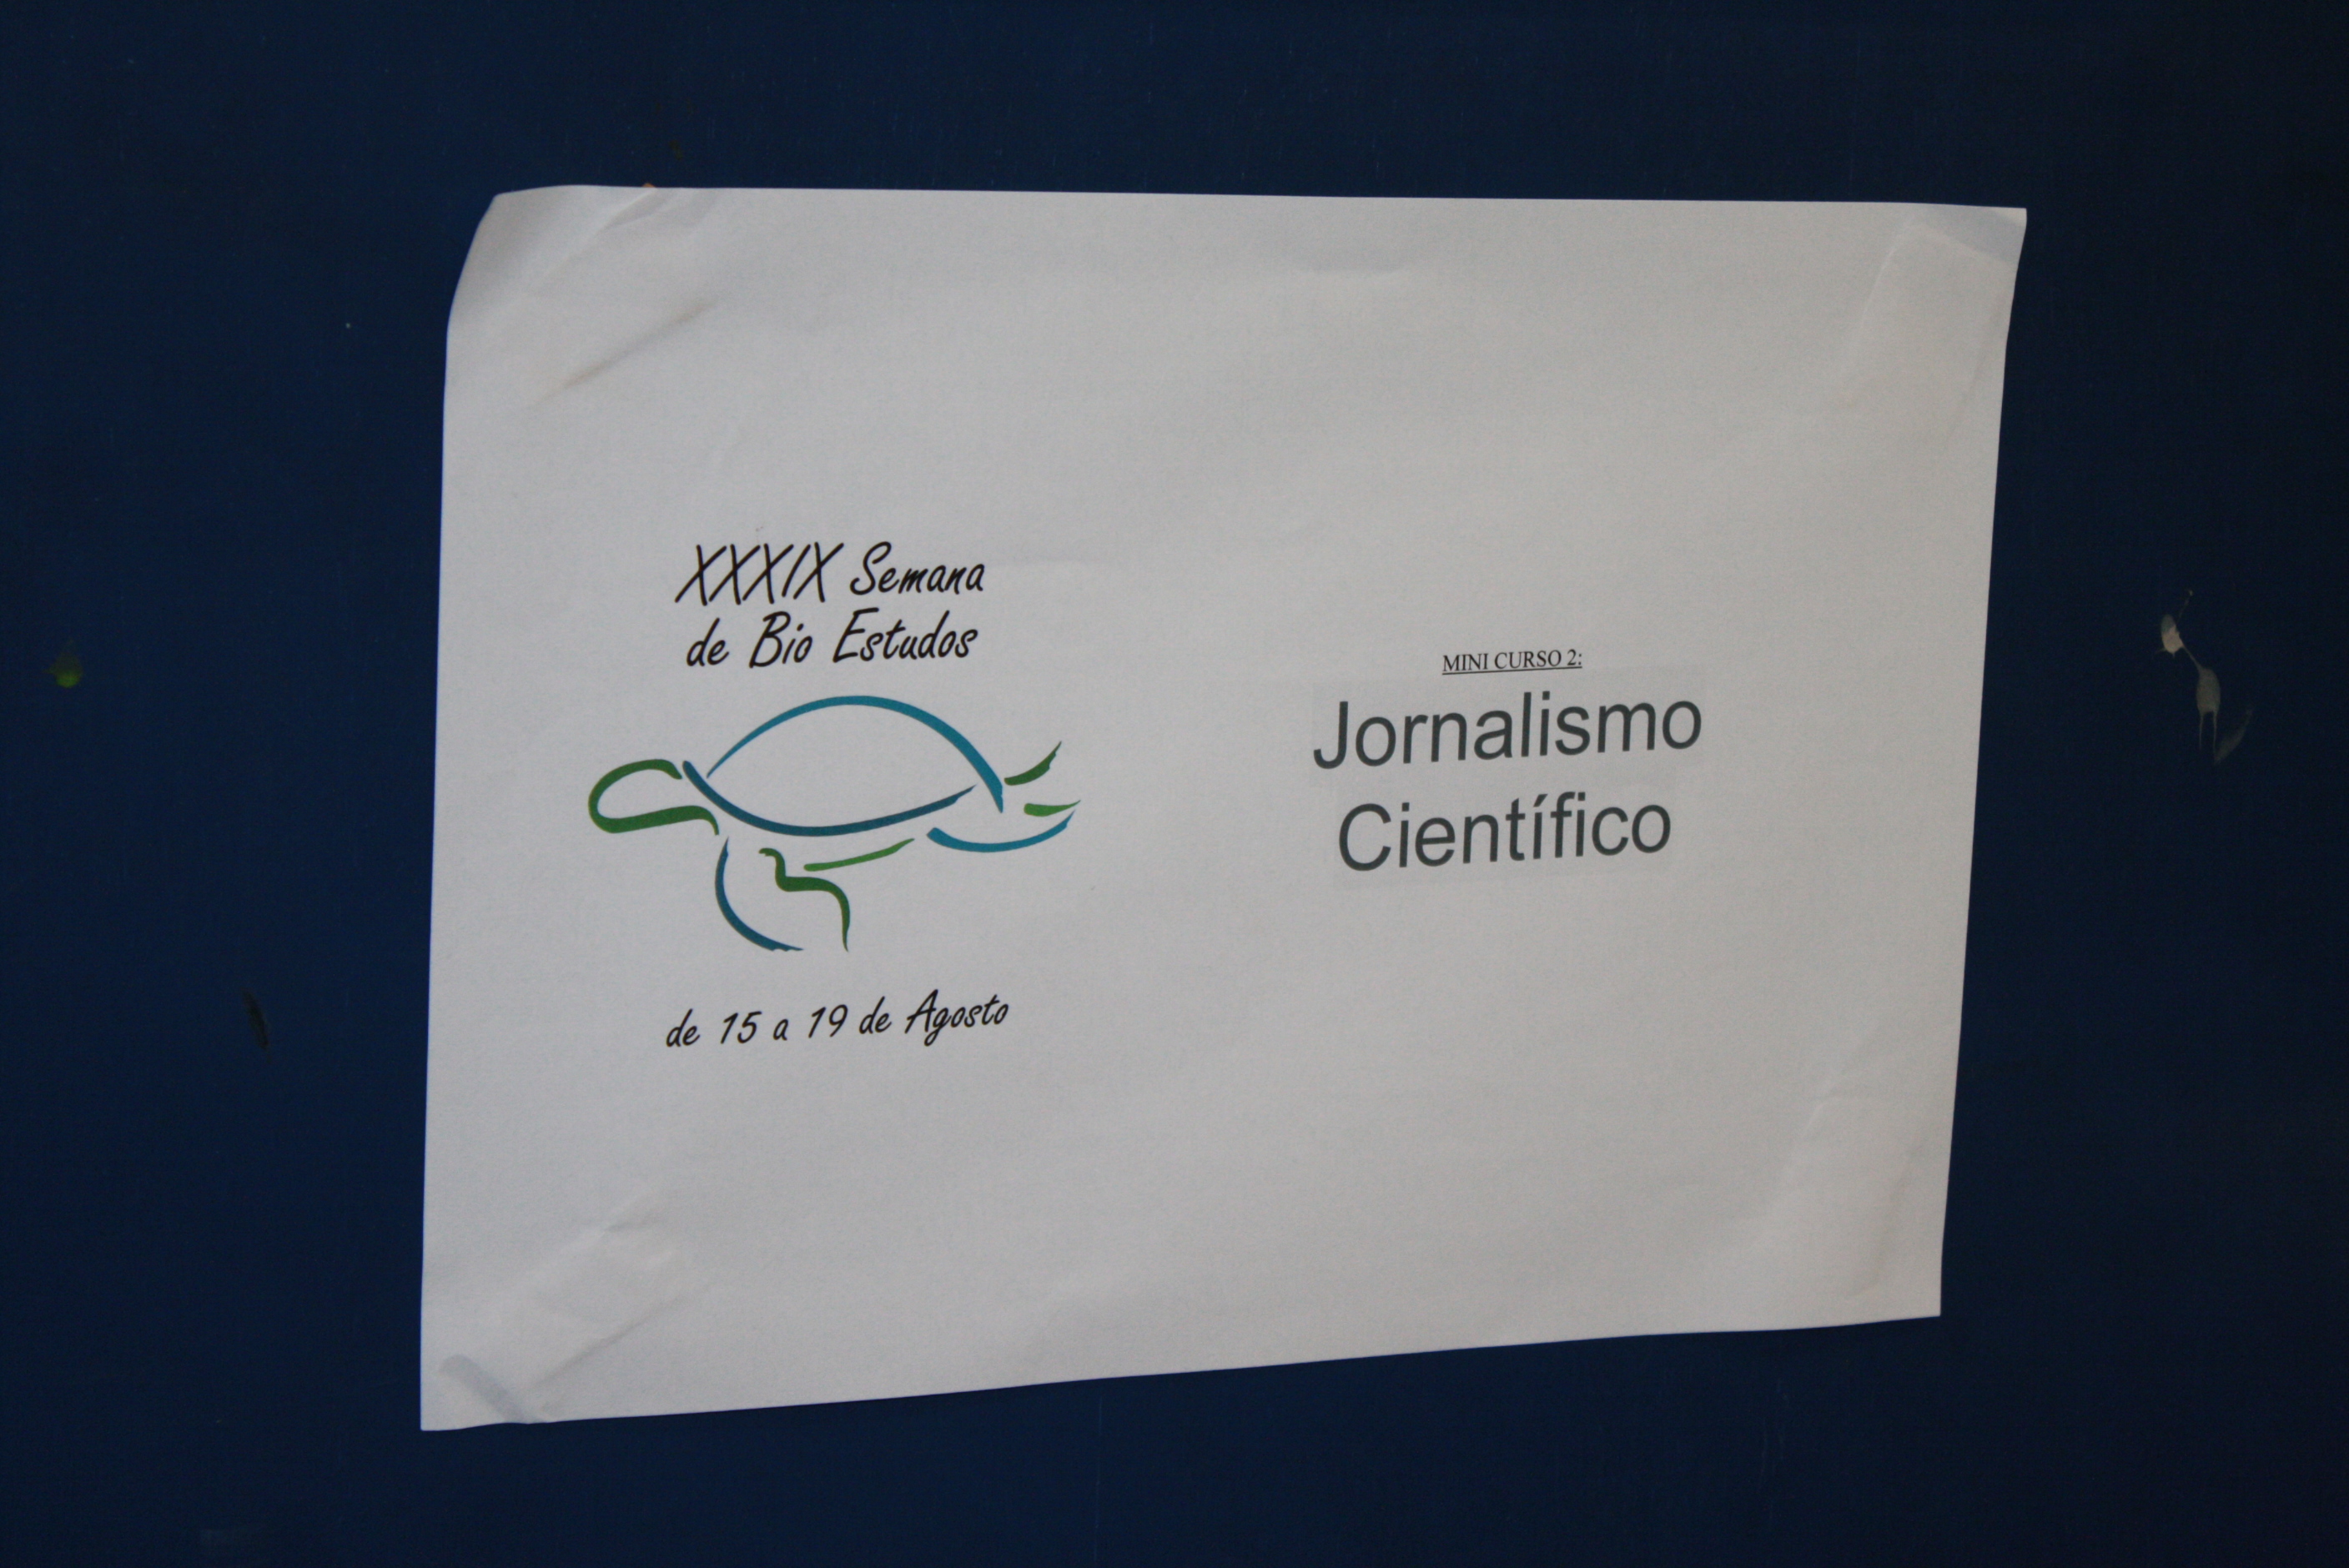 XXXIX Semana
de Bio Estudos
de 15 a 19 de Agosto
MINI CURSO 2:
Jornalismo
Científico